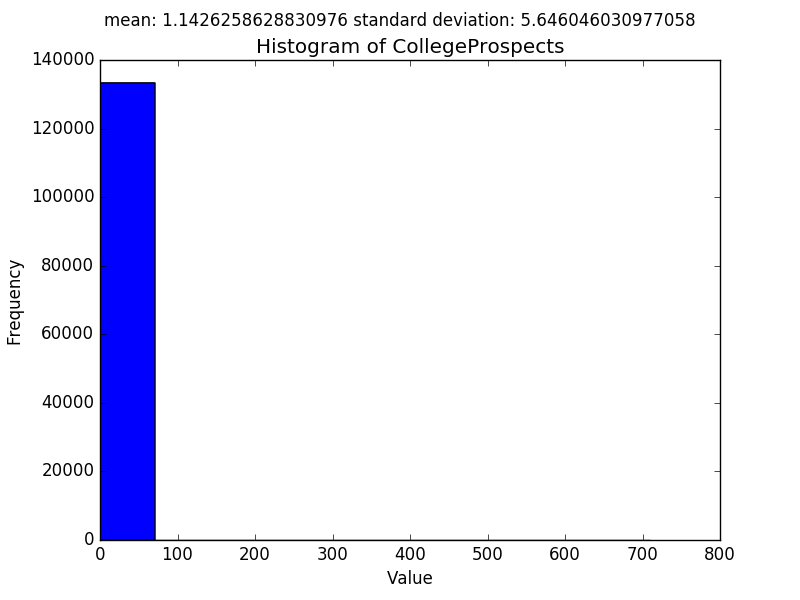 mean: 1.1426258628830976 standard deviation: 5.646046030977058
Histogram of CollegeProspects
140000
120000
100000
80000
60000
40000
20000
0
Frequency
0 100 200 300 400 500 600 700 800
Value